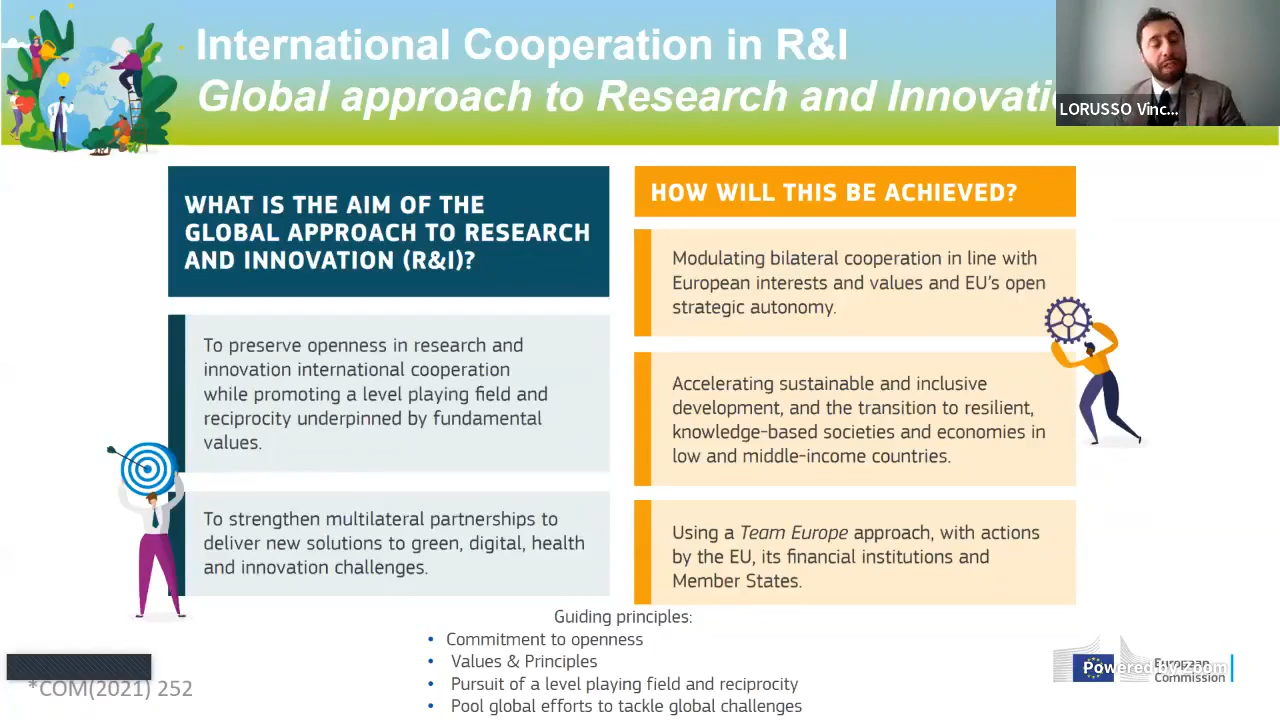 International Cooperation in R&I
Global approach to Research and Innovati
LORUSSO Vinc...
WHAT IS THE AIM OF THE
GLOBAL APPROACH TO RESEARCH
AND INNOVATION (R&I)?
To preserve openness in research and
innovation international cooperation
while promoting a level playing field and
reciprocity underpinned by fundamental
values.
To strengthen multilateral partnerships to
deliver new solutions to green, digital, health
and innovation challenges.
HOW WILL THIS BE ACHIEVED?
Modulating bilateral cooperation in line with
European interests and values and EU's open
strategic autonomy.
Accelerating sustainable and inclusive
development, and the transition to resilient,
knowledge-based societies and economies in
low and middle-income countries.
Using a Team Europe approach, with actions
by the EU, its financial institutions and
Member States.
Guiding principles:
• Commitment to openness
• Values & Principles
• Pursuit of a level playing field and reciprocity
• Pool global efforts to tackle global challenges
*COM(2021) 252
European
Commission
Powered by zoom